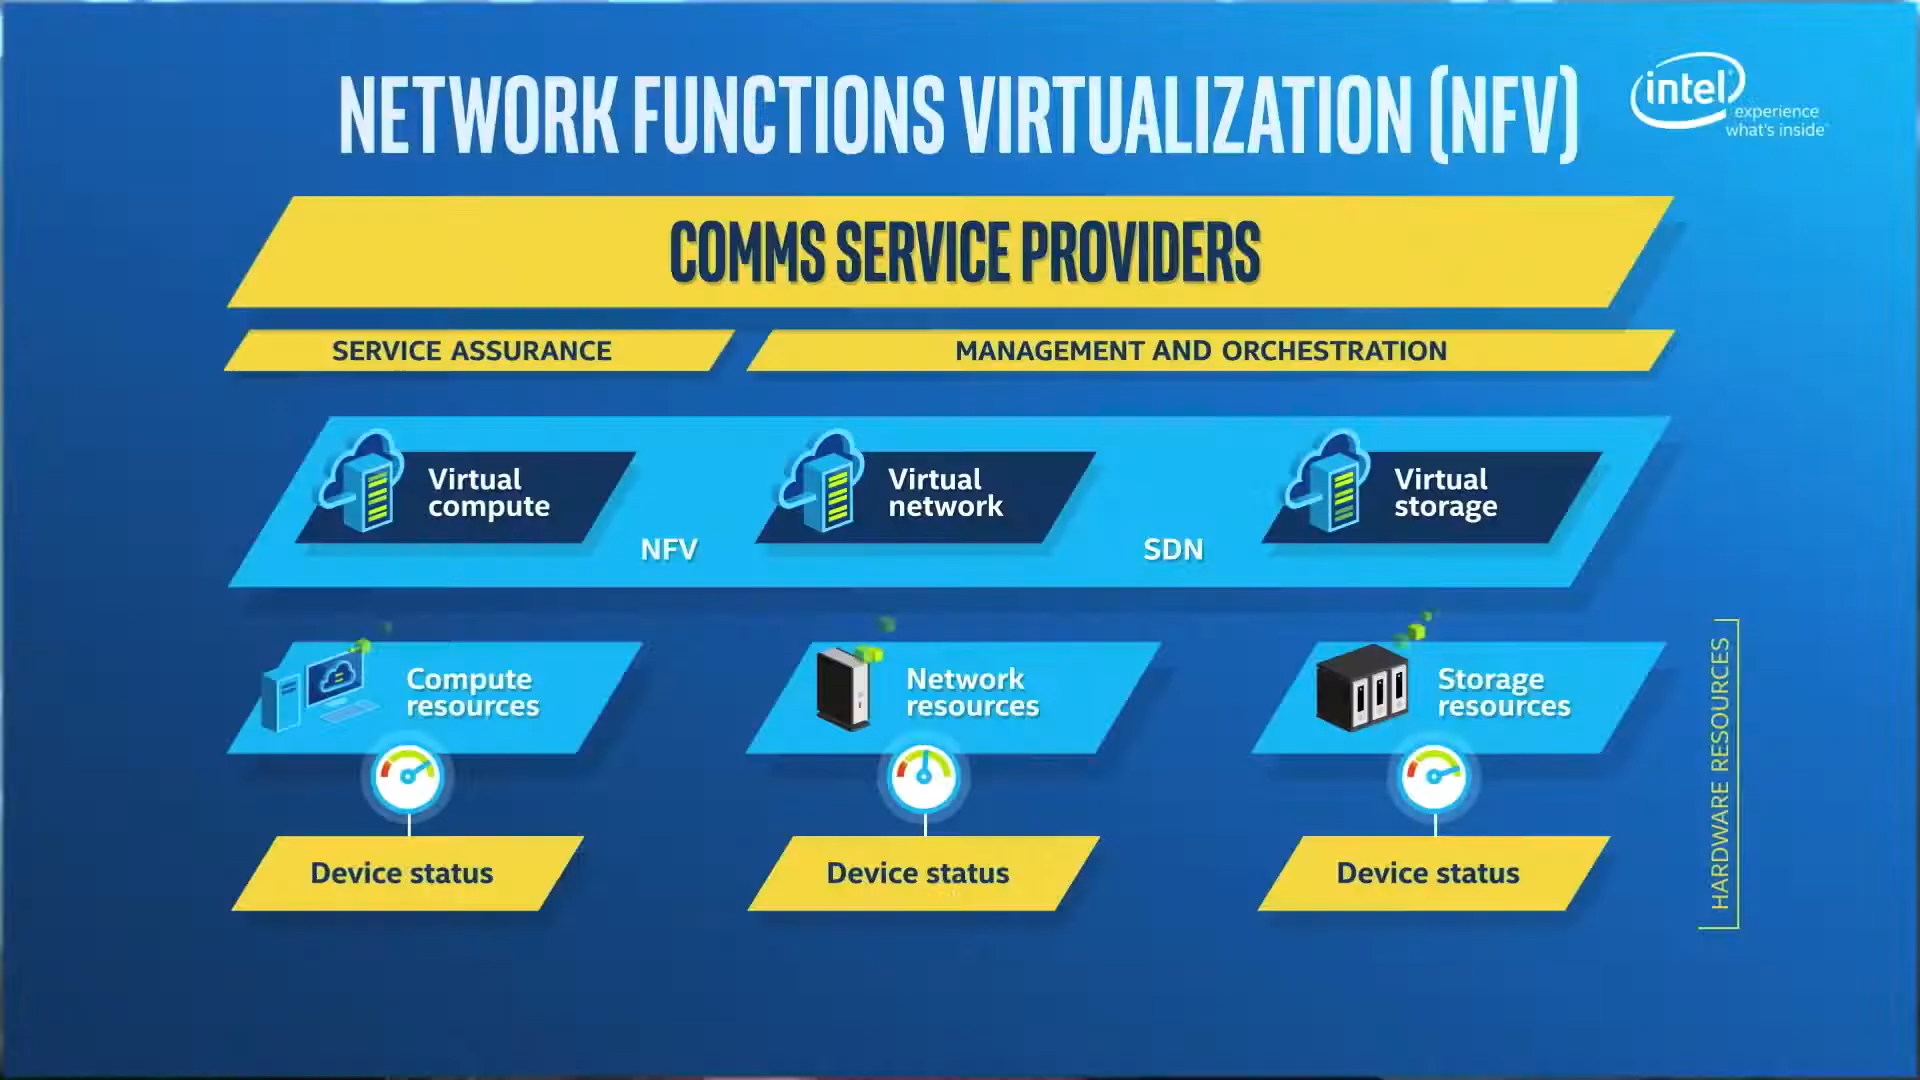 NETWORK FUNCTIONS VIRTUALIZATION (NFV)
intel
experience
what's inside™
COMMS SERVICE PROVIDERS
SERVICE ASSURANCE
MANAGEMENT AND ORCHESTRATION
Virtual
compute
NFV
Virtual
network
SDN
Virtual
storage
Compute
resources
Network
resources
Storage
resources
HARDWARE RESOURCES
Device status
Device status
Device status